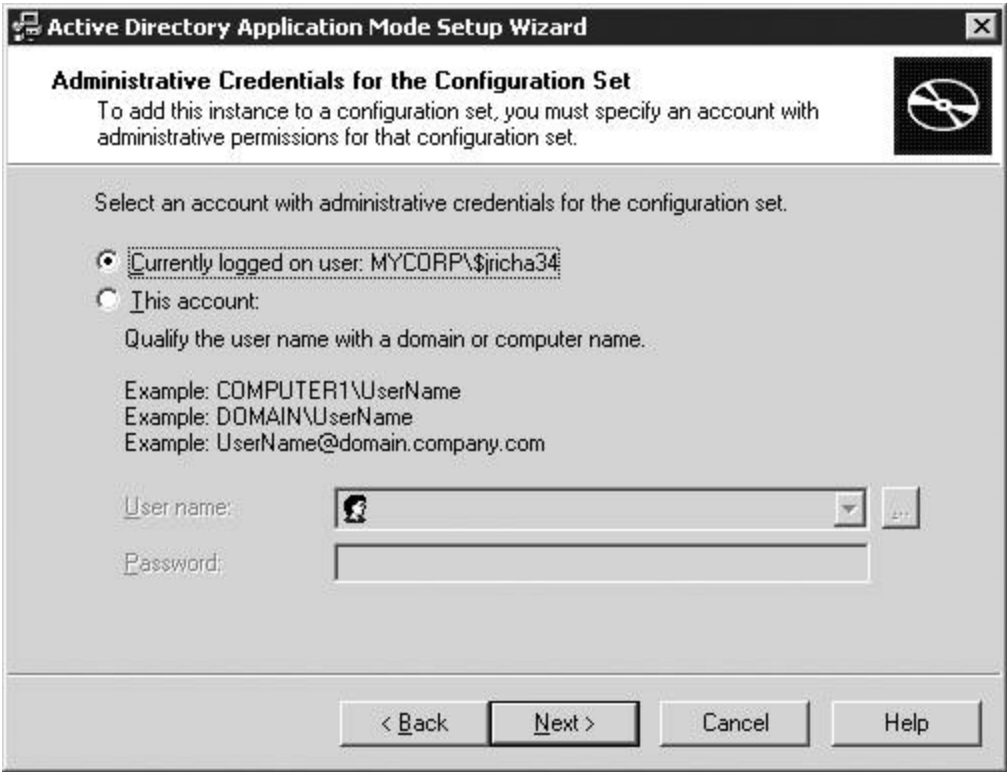 Active Directory Application Mode Setup Wizard
Administrative Credentials for the Configuration Set
To add this instance to a configuration set, you must specify an account with
administrative permissions for that configuration set.
Select an account with administrative credentials for the configuration set.
Currently logged on user: MYCORP\$jricha34
This account:
Qualify the user name with a domain or computer name.
Example: COMPUTER1\UserName
Example: DOMAIN\UserName
Example: UserName@domain.company.com
User name:
...
Password:
< Back
Next >
Cancel
Help